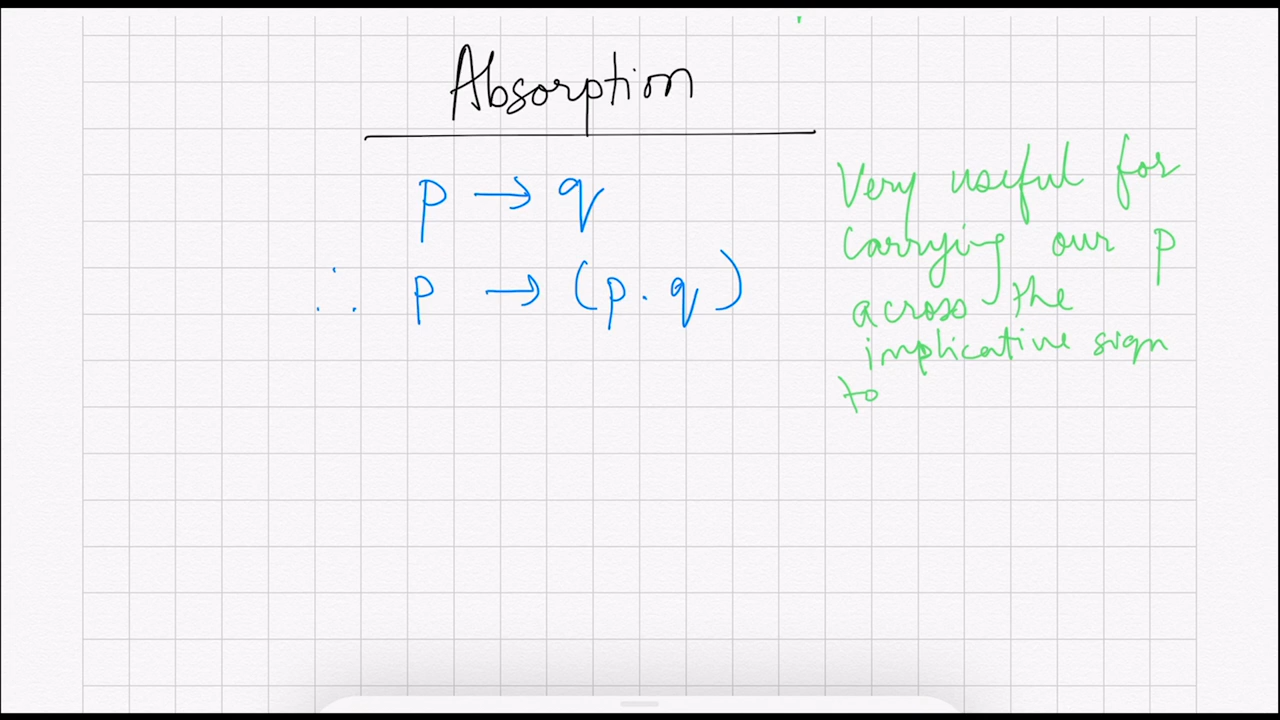 Absorption
p → q
∴ p → (p . q)
Very useful for
carrying our p
across the
implicative sign
to